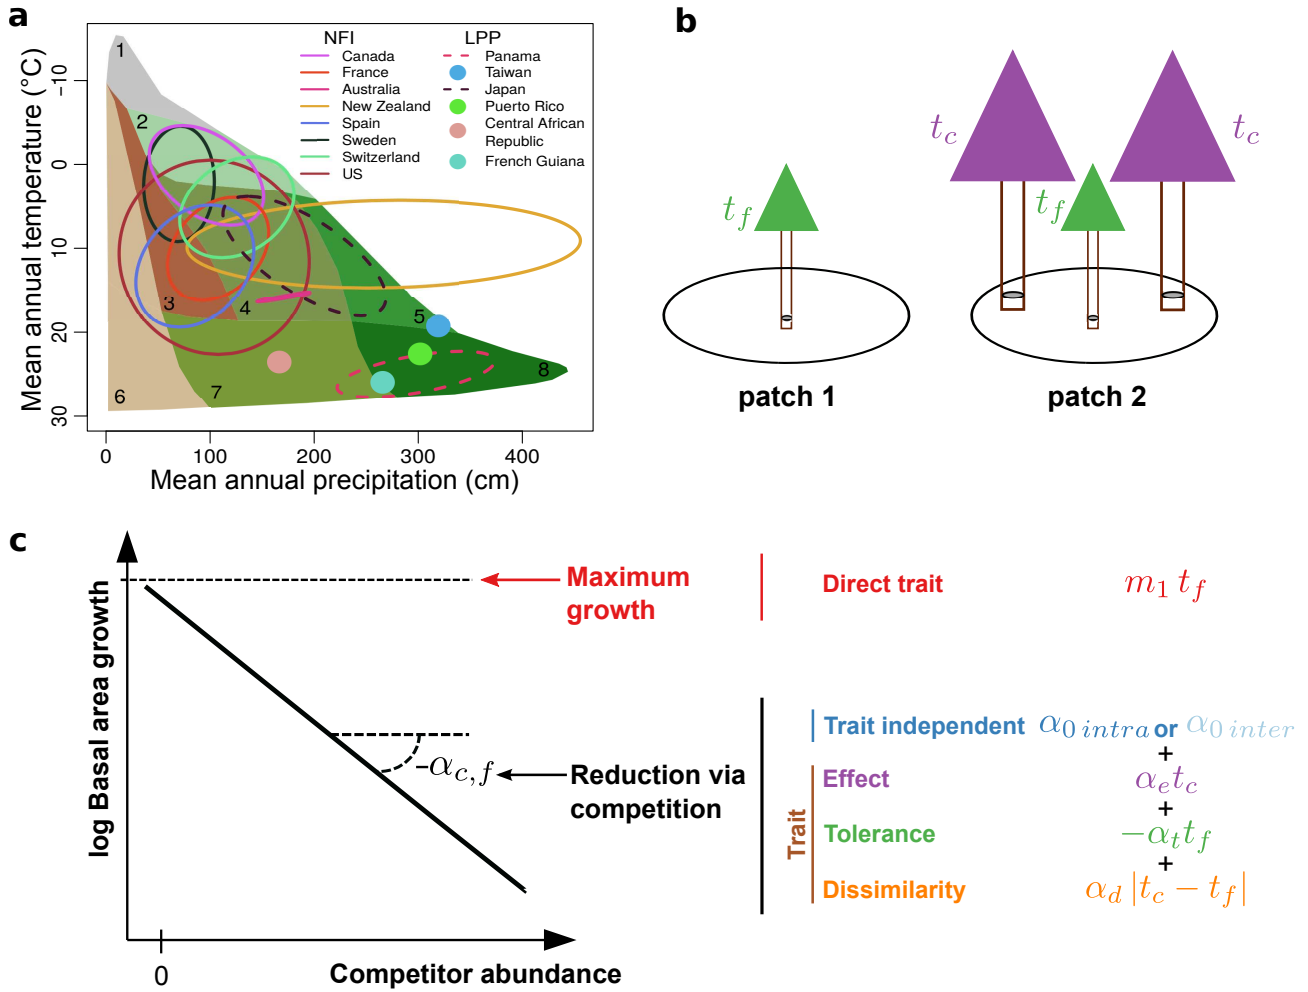 a
NFI
Canada
France
Australia
New Zealand
Spain
Sweden
Switzerland
US
LPP
Panama
Taiwan
Japan
Puerto Rico
Central African
Republic
French Guiana
1
2
3
4
5
6
7
8
Mean annual temperature (°C)
-10
0
10
20
30
0 100 200 300 400
Mean annual precipitation (cm)
b
t_f
t_c
t_f
t_c
patch 1
patch 2
c
log Basal area growth
Maximum
growth
Direct trait
m_1 t_f
-α_{c,f}
Reduction via
competition
Trait independent α_{0 intra} or α_{0 inter}
+
Trait
Effect α_e t_c
+
Tolerance −α_t t_f
+
Dissimilarity α_d |t_c − t_f|
0
Competitor abundance